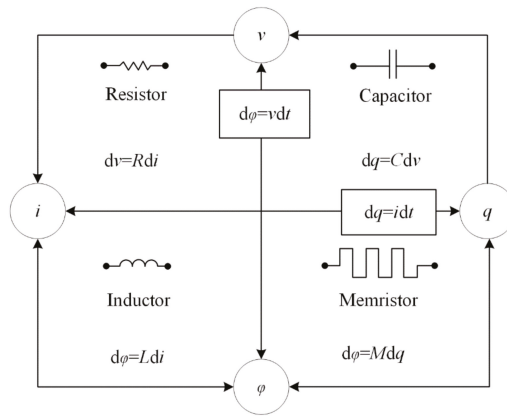 v
Resistor
Capacitor
dφ=vdt
dv=Rdi
dq=Cdv
i
dq=idt
q
Inductor
Memristor
dφ=Ldi
dφ=Mdq
φ